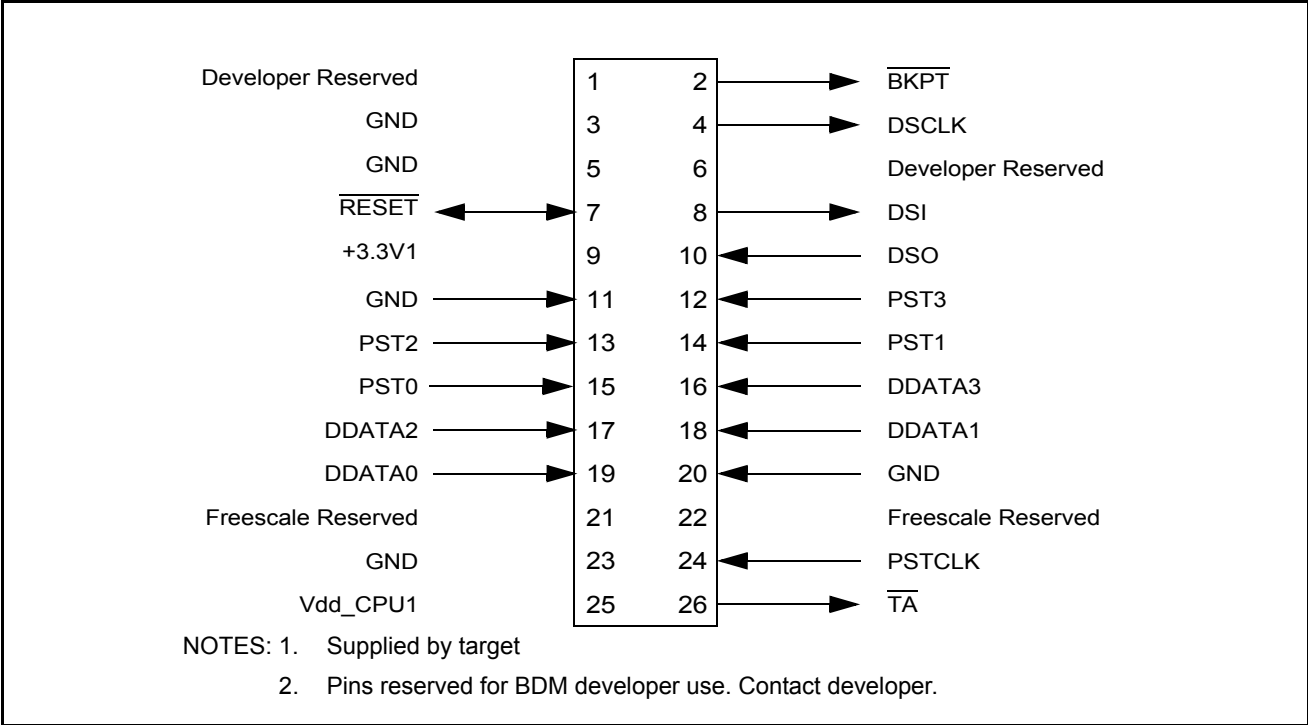 Developer Reserved 1 2 BKPT
GND 3 4 DSCLK
GND 5 6 Developer Reserved
RESET 7 8 DSI
+3.3V1 9 10 DSO
GND 11 12 PST3
PST2 13 14 PST1
PST0 15 16 DDATA3
DDATA2 17 18 DDATA1
DDATA0 19 20 GND
Freescale Reserved 21 22 Freescale Reserved
GND 23 24 PSTCLK
Vdd_CPU1 25 26 TA
NOTES: 1. Supplied by target
2. Pins reserved for BDM developer use. Contact developer.